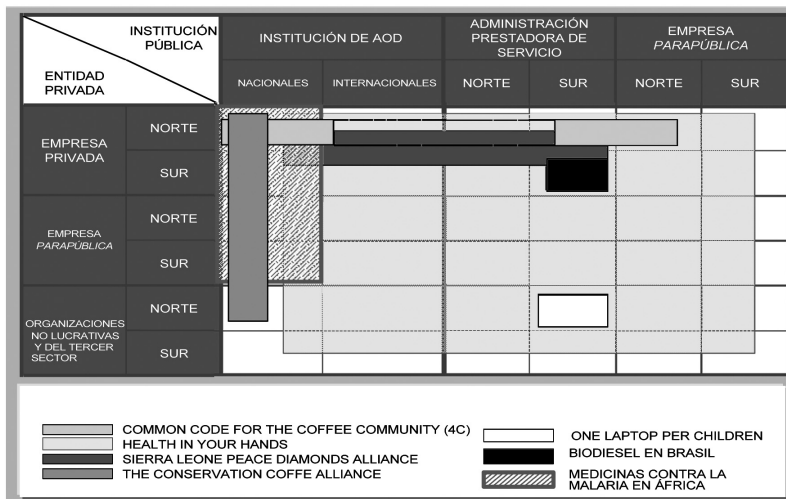 INSTITUCIÓN
PÚBLICA
ENTIDAD
PRIVADA
INSTITUCIÓN DE AOD
ADMINISTRACIÓN
PRESTADORA DE
SERVICIO
EMPRESA
PARAPÚBLICA
NACIONALES
INTERNACIONALES
NORTE
SUR
NORTE
SUR
EMPRESA
PRIVADA
NORTE
SUR
EMPRESA
PARAPÚBLICA
NORTE
SUR
ORGANIZACIONES
NO LUCRATIVAS
Y DEL TERCER
SECTOR
NORTE
SUR
COMMON CODE FOR THE COFFEE COMMUNITY (4C)
HEALTH IN YOUR HANDS
SIERRA LEONE PEACE DIAMONDS ALLIANCE
THE CONSERVATION COFFE ALLIANCE
ONE LAPTOP PER CHILDREN
BIODIESEL EN BRASIL
MEDICINAS CONTRA LA
MALARIA EN ÁFRICA